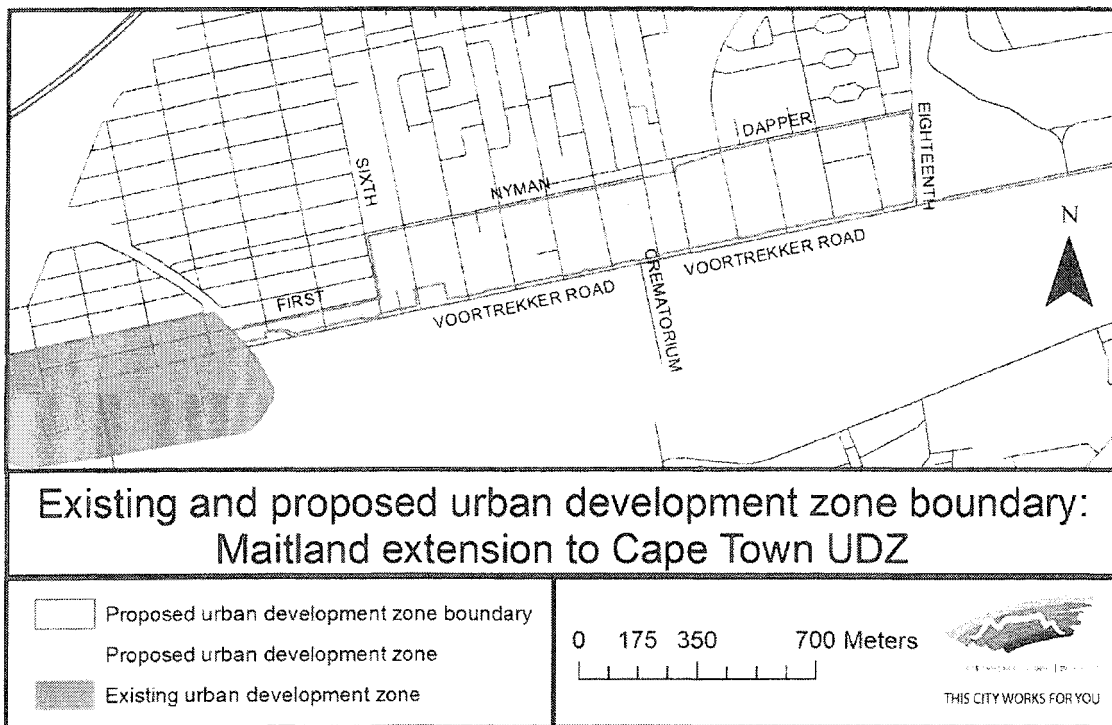 EIGHTEENTH
DAPPER
SIXTH
NYMAN
N
VOORTREKKER ROAD
CREMATORIUM
FIRST
VOORTREKKER ROAD
Existing and proposed urban development zone boundary:
Maitland extension to Cape Town UDZ
Proposed urban development zone boundary
Proposed urban development zone
Existing urban development zone
0 175 350 700 Meters
THIS CITY WORKS FOR YOU